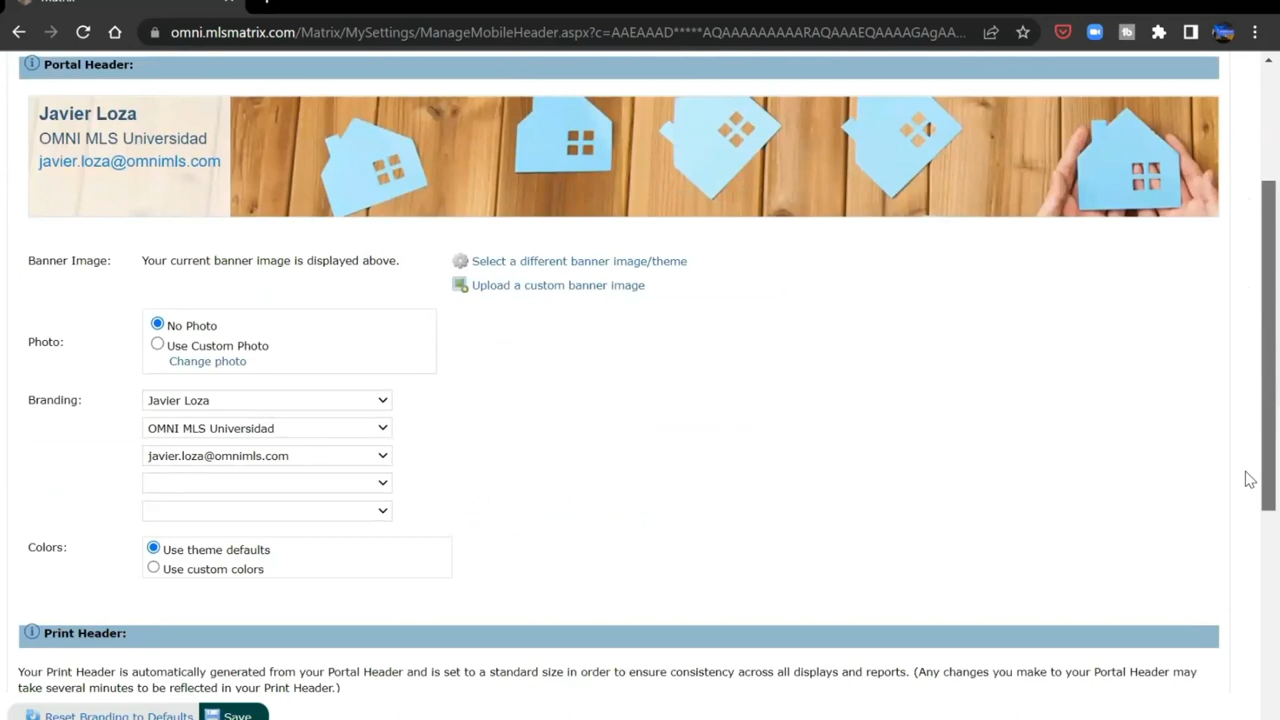 omni.mlsmatrix.com/Matrix/MySettings/ManageMobileHeader.aspx?c=AAEAAAD*****AQAAAAAAAAARAQAAAEQAAAAGAgAA...
Portal Header:
Javier Loza
OMNI MLS Universidad
javier.loza@omnimls.com
Banner Image:
Your current banner image is displayed above.
Select a different banner image/theme
Upload a custom banner image
Photo:
No Photo
Use Custom Photo
Change photo
Branding:
Javier Loza
OMNI MLS Universidad
javier.loza@omnimls.com
Colors:
Use theme defaults
Use custom colors
Print Header:
Your Print Header is automatically generated from your Portal Header and is set to a standard size in order to ensure consistency across all displays and reports. (Any changes you make to your Portal Header may
take several minutes to be reflected in your Print Header.)
Reset Branding to Defaults
Save